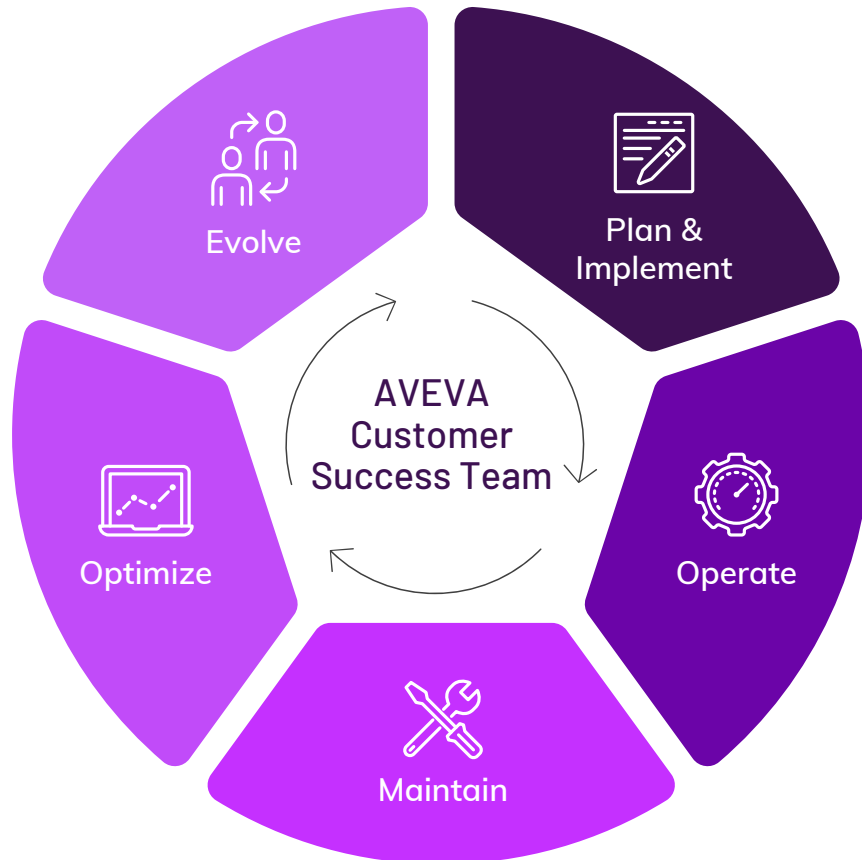 Evolve
Plan &
Implement
AVEVA
Customer
Success Team
Optimize
Operate
Maintain